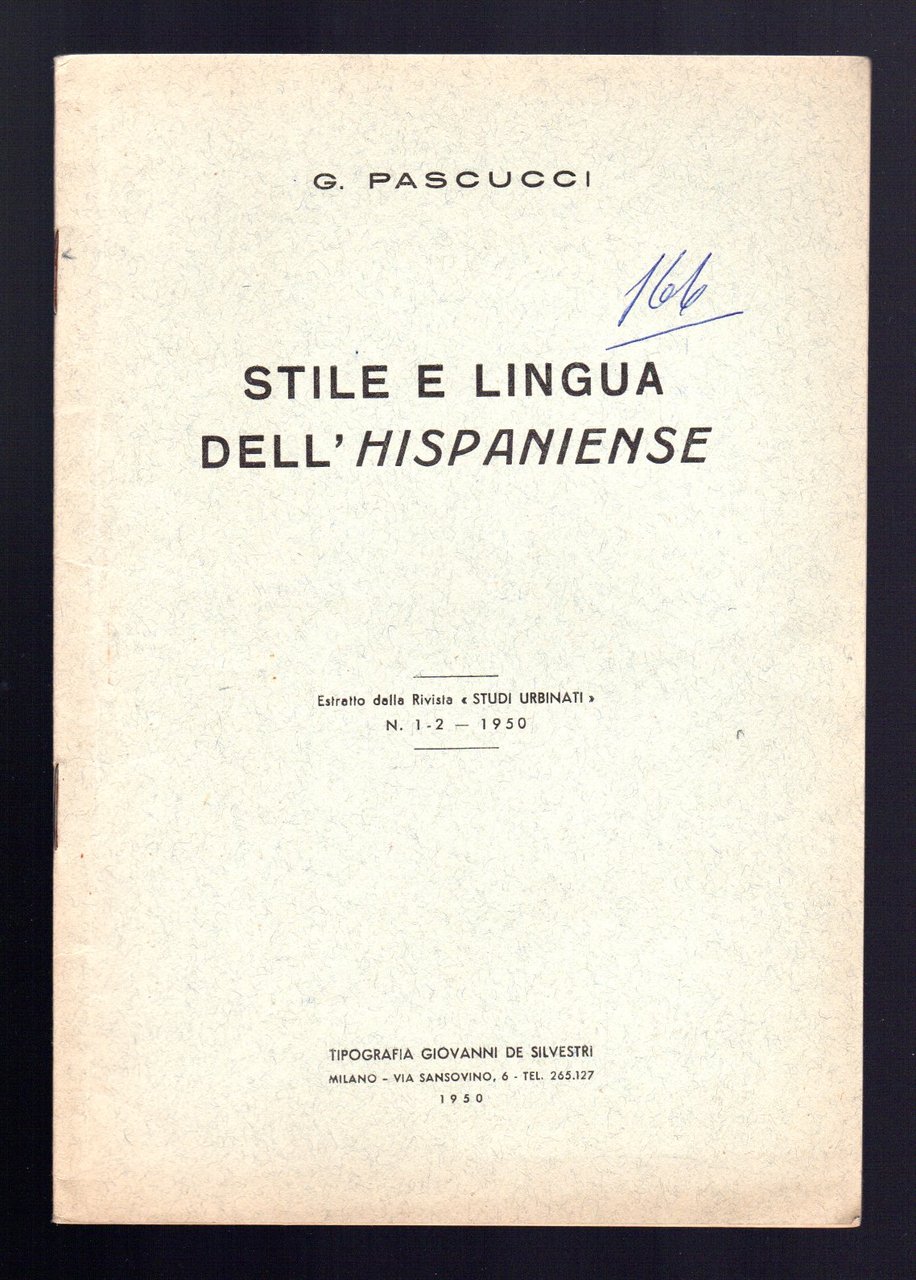 G. PASCUCCI
166
STILE E LINGUA
DELL'HISPANIENSE
Estratto dalla Rivista « STUDI URBINATI »
N. 1-2 — 1950
TIPOGRAFIA GIOVANNI DE SILVESTRI
MILANO - VIA SANSOVINO, 6 - TEL. 265.127
1950